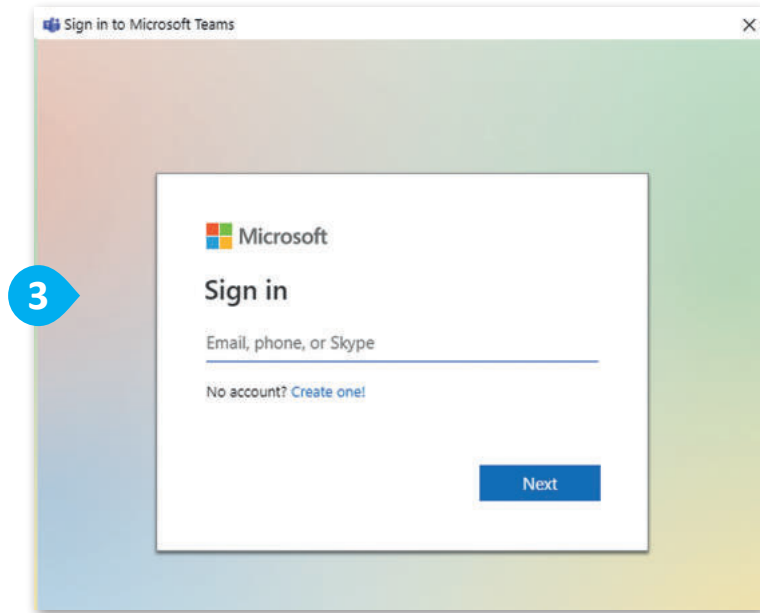 Sign in to Microsoft Teams
Microsoft
3
Sign in
Email, phone, or Skype
No account? Create one!
Next